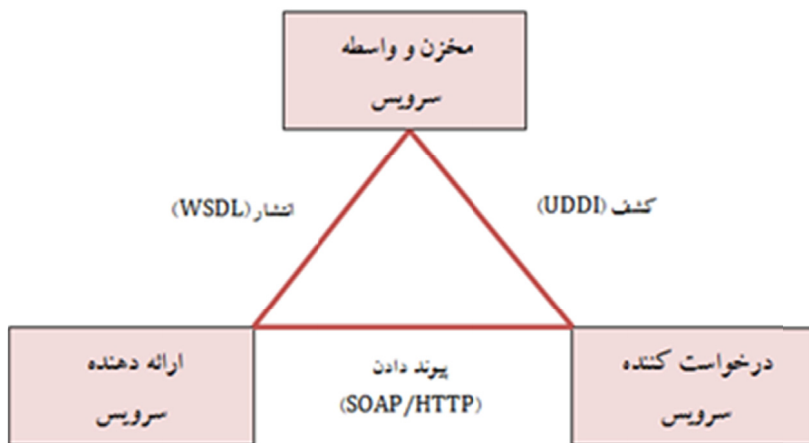 مخزن و واسطه
سرویس
انتشار (WSDL)
کشف (UDDI)
درخواست کننده
سرویس
پیوند دادن
(SOAP/HTTP)
ارائه دهنده
سرویس